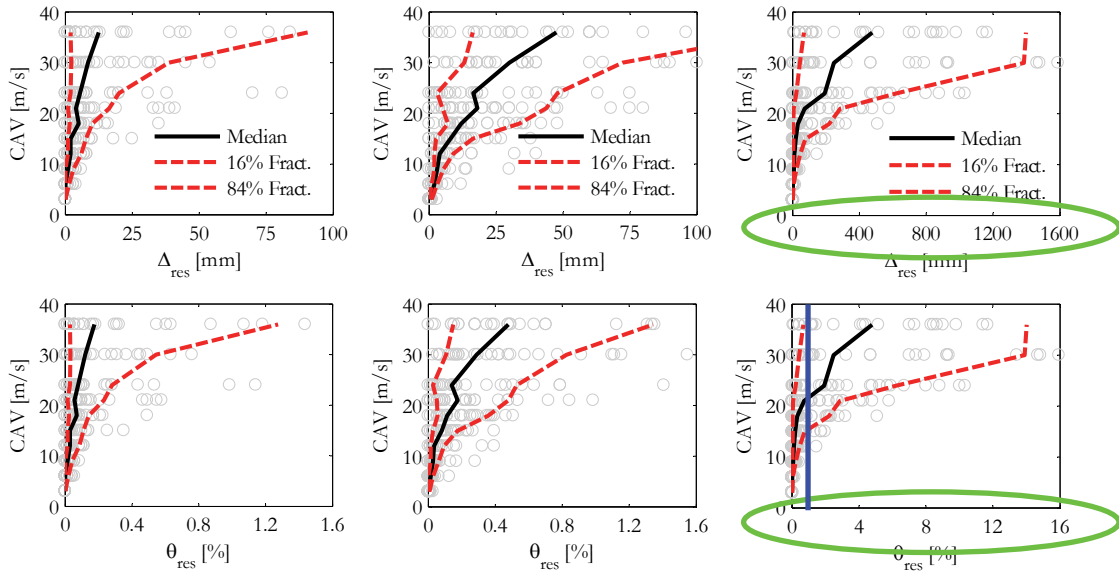 40
30
20
10
0
CAV [m/s]
Median
16% Fract.
84% Fract.
0 25 50 75 100
Δres [mm]
40
30
20
10
0
CAV [m/s]
Median
16% Fract.
84% Fract.
0 25 50 75 100
Δres [mm]
40
30
20
10
0
CAV [m/s]
Median
16% Fract.
84% Fract.
0 400 800 1200 1600
Δres [mm]
40
30
20
10
0
CAV [m/s]
0 0.4 0.8 1.2 1.6
θres [%]
40
30
20
10
0
CAV [m/s]
0 0.4 0.8 1.2 1.6
θres [%]
40
30
20
10
0
CAV [m/s]
0 4 8 12 16
θres [%]